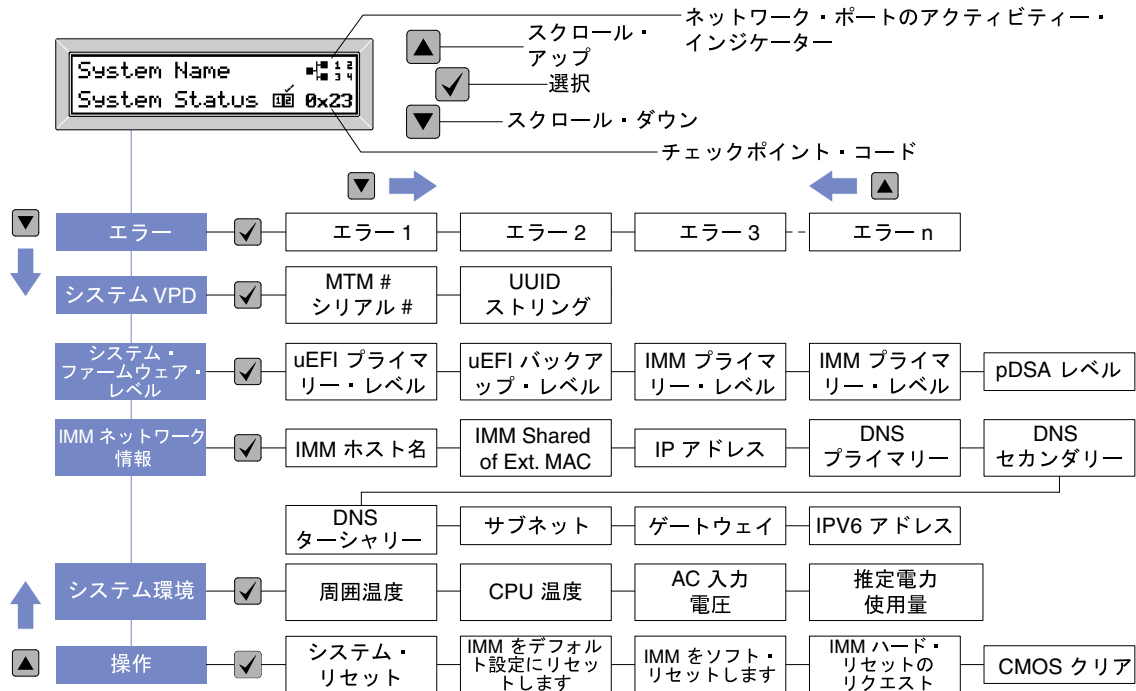 ネットワーク・ポートのアクティビティー・
インジケーター
スクロール・
アップ
選択
スクロール・ダウン
チェックポイント・コード
System Name 1 2
3 4
System Status 12 0x23
エラー
エラー 1
エラー 2
エラー 3
エラー n
システム VPD
MTM #
シリアル #
UUID
ストリング
システム・
ファームウェア・
レベル
uEFI プライマ
リー・レベル
uEFI バックア
ップ・レベル
IMM プライマ
リー・レベル
IMM プライマ
リー・レベル
pDSA レベル
IMM ネットワーク
情報
IMM ホスト名
IMM Shared
of Ext. MAC
IP アドレス
DNS
プライマリー
DNS
セカンダリー
DNS
ターシャリー
サブネット
ゲートウェイ
IPV6 アドレス
システム環境
周囲温度
CPU 温度
AC 入力
電圧
推定電力
使用量
操作
システム・
リセット
IMM をデフォル
ト設定にリセッ
トします
IMM をソフト・
リセットします
IMM ハード・
リセットの
リクエスト
CMOS クリア